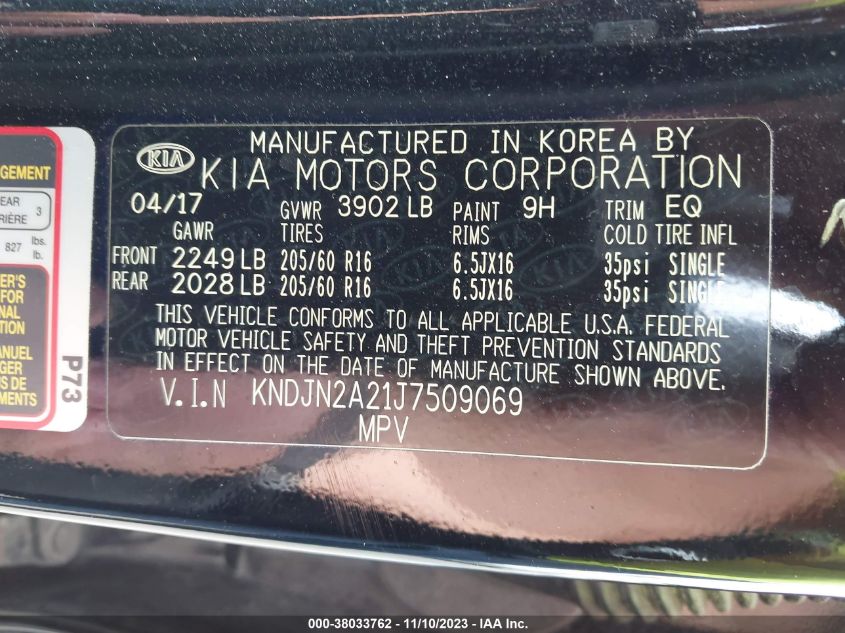 MANUFACTURED IN KOREA BY
KIA KIA MOTORS CORPORATION
04/17 GVWR 3902 LB PAINT 9H TRIM EQ
GAWR TIRES RIMS COLD TIRE INFL
FRONT 2249 LB 205/60 R16 6.5JX16 35psi SINGLE
REAR 2028 LB 205/60 R16 6.5JX16 35psi SINGLE
THIS VEHICLE CONFORMS TO ALL APPLICABLE U.S.A. FEDERAL
MOTOR VEHICLE SAFETY AND THEFT PREVENTION STANDARDS
IN EFFECT ON THE DATE OF MANUFACTURE SHOWN ABOVE.
V.I.N KNDJN2A21J7509069
MPV
3
827 lbs.
lb.
FOR
P73
000-38033762 - 11/10/2023 - © IAA Inc.